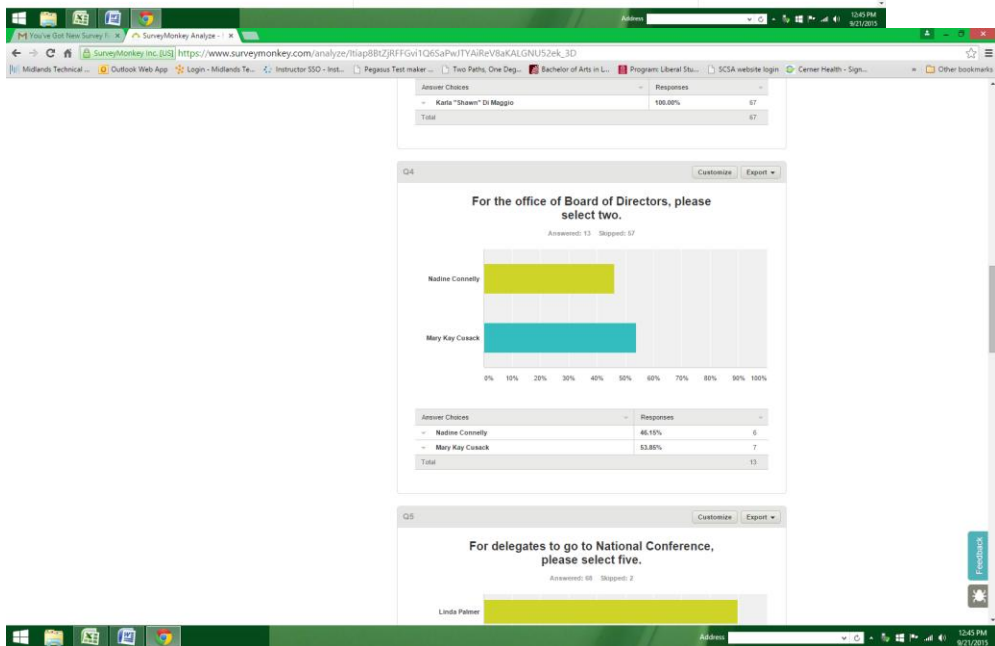 Address
12:45 PM
9/21/2015
You've Got New Survey R
SurveyMonkey Analyze -
SurveyMonkey Inc. [US] https://www.surveymonkey.com/analyze/
Midlands Technical ... Outlook Web App Login - Midlands Te... Instructor SSO - Inst... Pegasus Test maker ... Two Paths, One Deg... Bachelor of Arts in L... Program: Liberal Stu... SCSA website login Cerner Health - Sign... » Other bookmarks
Answer Choices Responses
Karla "Shawn" Di Maggio 100.00% 67
Total 67
Q4 Customize Export
For the office of Board of Directors, please
select two.
Answered: 13 Skipped: 57
Nadine Connelly
Mary Kay Cusack
0% 10% 20% 30% 40% 50% 60% 70% 80% 90% 100%
Answer Choices Responses
Nadine Connelly 46.15% 6
Mary Kay Cusack 53.85% 7
Total 13
Q5 Customize Export
For delegates to go to National Conference,
please select five.
Answered: 68 Skipped: 2
Linda Palmer
Feedback
Address
12:45 PM
9/21/2015